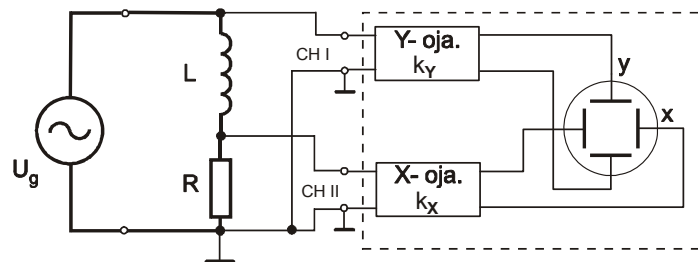 Y- oja.
k_Y
y
x
CH I
L
U_g
R
CH II
X- oja.
k_X